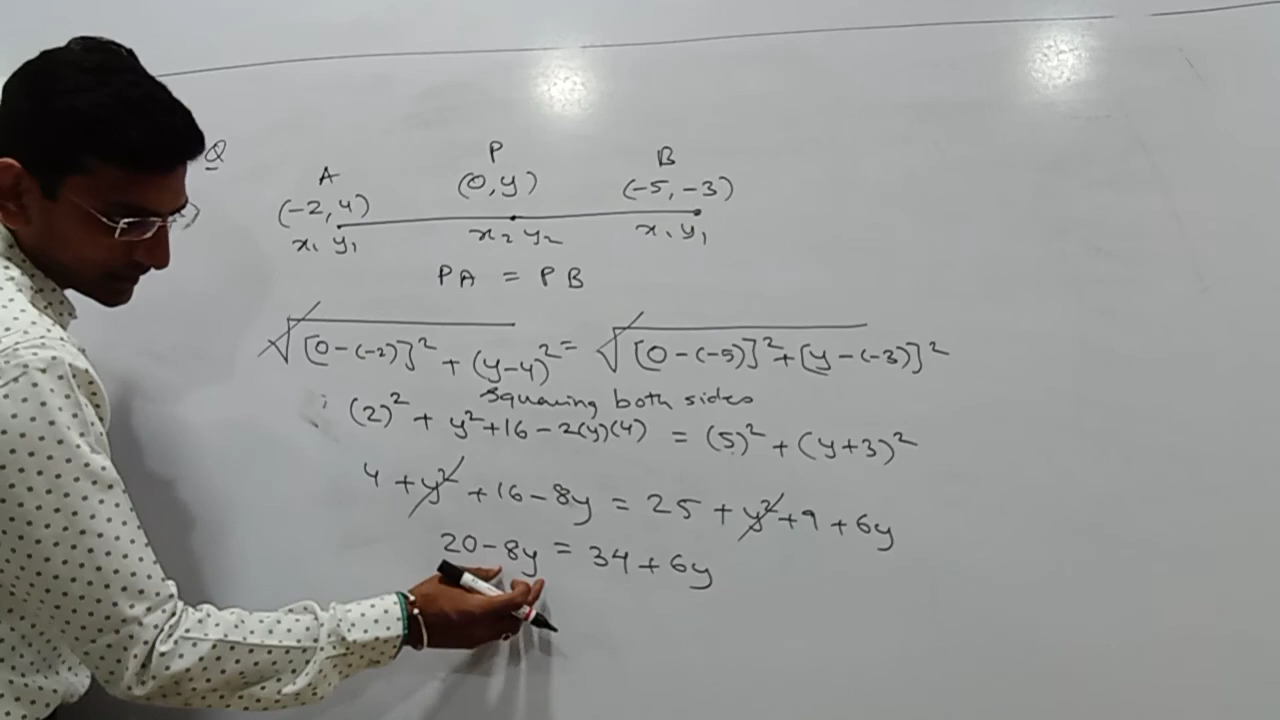 Q
A P B
(-2, 4) (0, y) (-5, -3)
x₁ y₁ x₂ y₂ x₁ y₁
PA = PB
√[0-(-2)]² + (y-4)² = √[0-(-5)]² + [y-(-3)]²
Squaring both sides
∴ (2)² + y² + 16 - 2(y)(4) = (5)² + (y+3)²
4 + y² + 16 - 8y = 25 + y² + 9 + 6y
20 - 8y = 34 + 6y